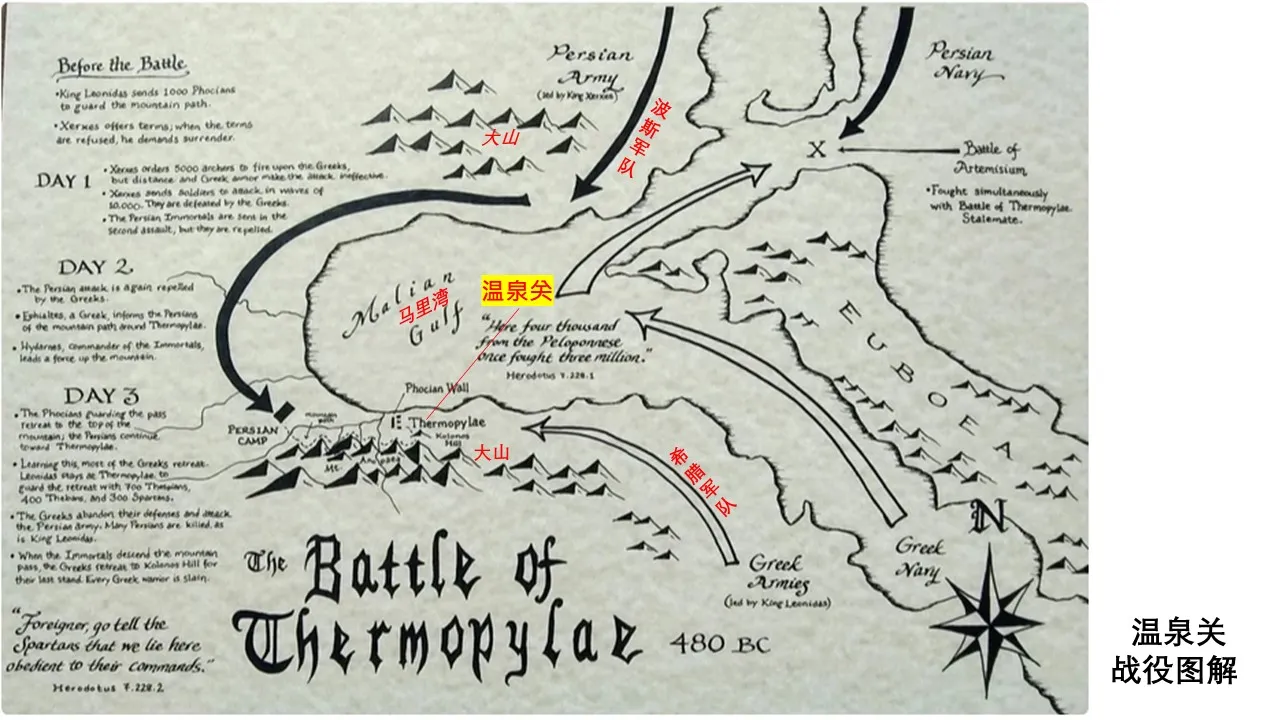 Before the Battle
•King Leonidas sends 1000 Phocians
to guard the mountain path.
•Xerxes offers terms; when the terms
are refused, he demands surrender.
DAY 1
•Xerxes orders 5000 archers to fire upon the Greeks,
but distance and Greek armor make the attack ineffective.
•Xerxes sends soldiers to attack in waves of
10,000. They are defeated by the Greeks.
•The Persian Immortals are sent in the
second assault, but they are repelled.
DAY 2
•The Persian attack is again repelled
by the Greeks.
•Ephialtes, a Greek, informs the Persians
of the mountain path around Thermopylae.
•Hydarnes, commander of the Immortals,
leads a force up the mountain.
DAY 3
•The Phocians guarding the pass
retreat to the top of the
mountain; the Persians continue
toward Thermopylae.
•Learning this, most of the Greeks retreat.
Leonidas stays at Thermopylae to
guard the retreat with 700 Thespians,
400 Thebans, and 300 Spartans.
•The Greeks abandon their defenses and attack
the Persian army. Many Persians are killed, as
is King Leonidas.
•When the Immortals descend the mountain
pass, the Greeks retreat to Kolonos Hill for
their last stand. Every Greek warrior is slain.
"Foreigner, go tell the
Spartans that we lie here
obedient to their commands."
Herodotus 7.228.2
Persian
Army
(led by King Xerxes)
波斯军队
大山
Persian
Navy
X
Battle of
Artemisium
•Fought simultaneously
with Battle of Thermopylae.
Stalemate.
Malian
Gulf
马里湾
温泉关
"Here four thousand
from the Peloponnese
once fought three million."
Herodotus 7.228.1
EUBOEA
Phocian Wall
PERSIAN
CAMP
mountain
path
Thermopylae
Kolonos
Hill
Mt.
大山
希腊军队
Greek
Armies
(led by King Leonidas)
Greek
Navy
N
The Battle of
Thermopylae 480 BC
温泉关
战役图解